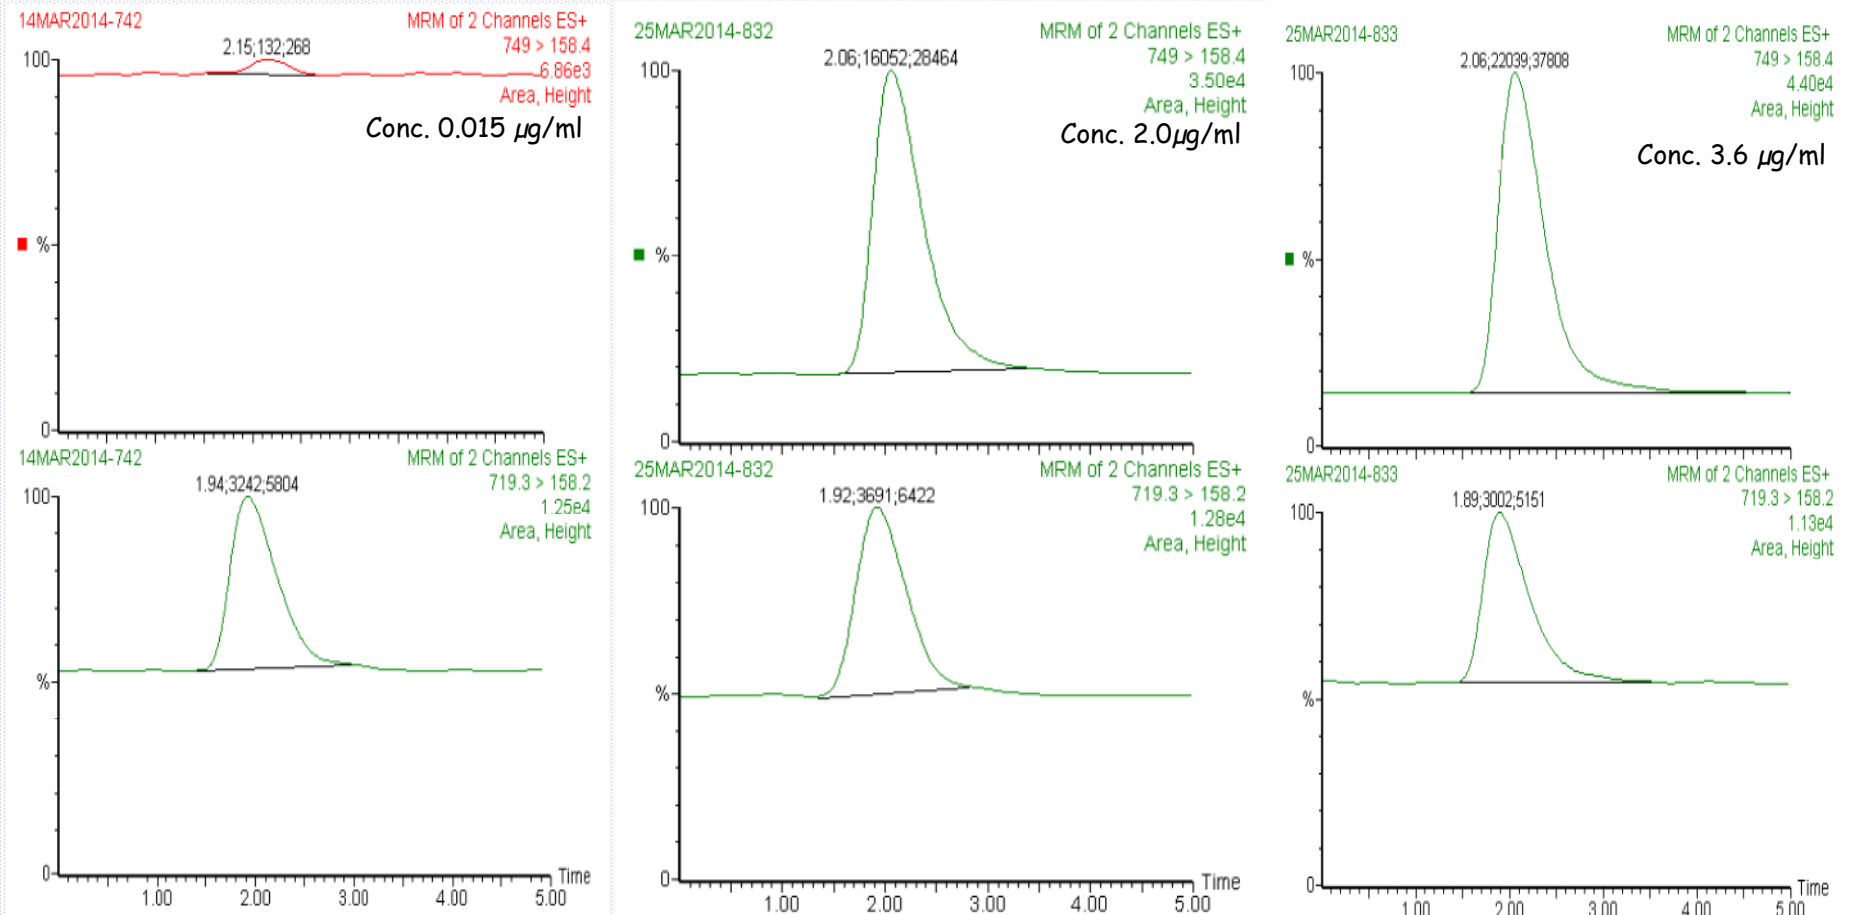 14MAR2014-742
MRM of 2 Channels ES+
749 > 158.4
6.86e3
Area, Height
2.15;132;268
Conc. 0.015 µg/ml
100
%
0
25MAR2014-832
MRM of 2 Channels ES+
749 > 158.4
3.50e4
Area, Height
2.06;16052;28464
Conc. 2.0µg/ml
100
%
0
25MAR2014-833
MRM of 2 Channels ES+
749 > 158.4
4.40e4
Area, Height
2.06;22039;37808
Conc. 3.6 µg/ml
100
%
0
14MAR2014-742
MRM of 2 Channels ES+
719.3 > 158.2
1.25e4
Area, Height
1.94;3242;5804
100
%
0
Time
1.00 2.00 3.00 4.00 5.00
25MAR2014-832
MRM of 2 Channels ES+
719.3 > 158.2
1.28e4
Area, Height
1.92;3691;6422
100
%
0
Time
1.00 2.00 3.00 4.00 5.00
25MAR2014-833
MRM of 2 Channels ES+
719.3 > 158.2
1.13e4
Area, Height
1.89;3002;5151
100
%
0
Time
1.00 2.00 3.00 4.00 5.00